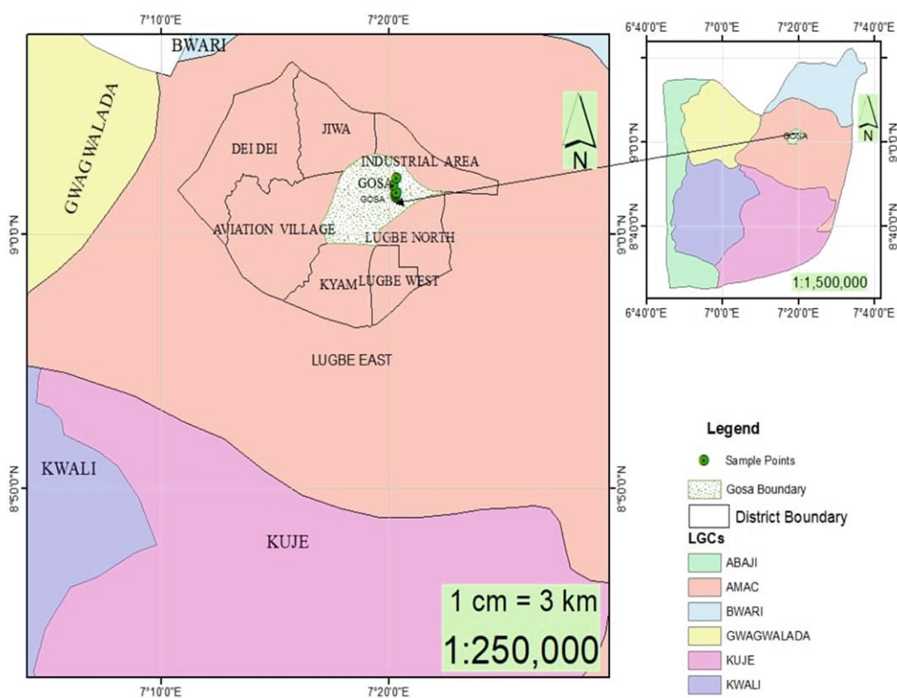 7°10'0"E 7°20'0"E
BWARI
GWAGWALADA
DEI DEI
JIWA
INDUSTRIAL AREA
GOSA
GOSA
AVIATION VILLAGE
LUGBE NORTH
KYAM
LUGBE WEST
LUGBE EAST
KWALI
KUJE
N
9°0'0"N
8°50'0"N
9°0'0"N
8°50'0"N
1 cm = 3 km
1:250,000
7°10'0"E 7°20'0"E
6°40'0"E 7°0'0"E 7°20'0"E 7°40'0"E
N
GOSA
9°0'0"N
8°40'0"N
9°0'0"N
8°40'0"N
1:1,500,000
6°40'0"E 7°0'0"E 7°20'0"E 7°40'0"E
Legend
Sample Points
Gosa Boundary
District Boundary
LGCs
ABAJI
AMAC
BWARI
GWAGWALADA
KUJE
KWALI